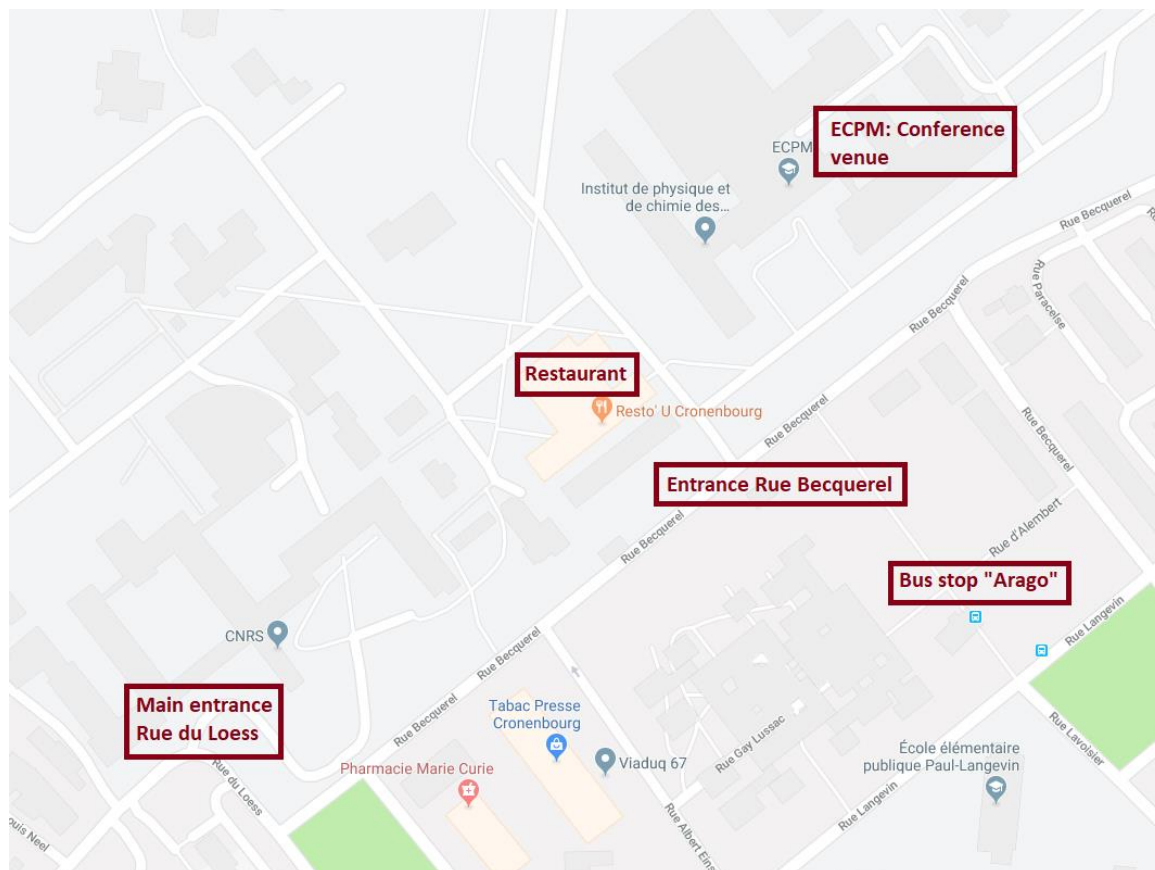 ECPM: Conference
venue
ECPM
Institut de physique et
de chimie des...
Rue Becquerel
Rue Paracelse
Rue Becquerel
Restaurant
Resto' U Cronenbourg
Rue Becquerel
Rue Becquerel
Entrance Rue Becquerel
Rue Becquerel
Rue d'Alembert
Bus stop "Arago"
Rue Langevin
CNRS
Rue Becquerel
Main entrance
Rue du Loess
Rue Becquerel
Tabac Presse
Cronenbourg
Rue Gay Lussac
Rue Lavoisier
Viaduq 67
École élémentaire
publique Paul-Langevin
Pharmacie Marie Curie
Rue du Loess
Rue Langevin
Rue Albert Eins
ouis Neel